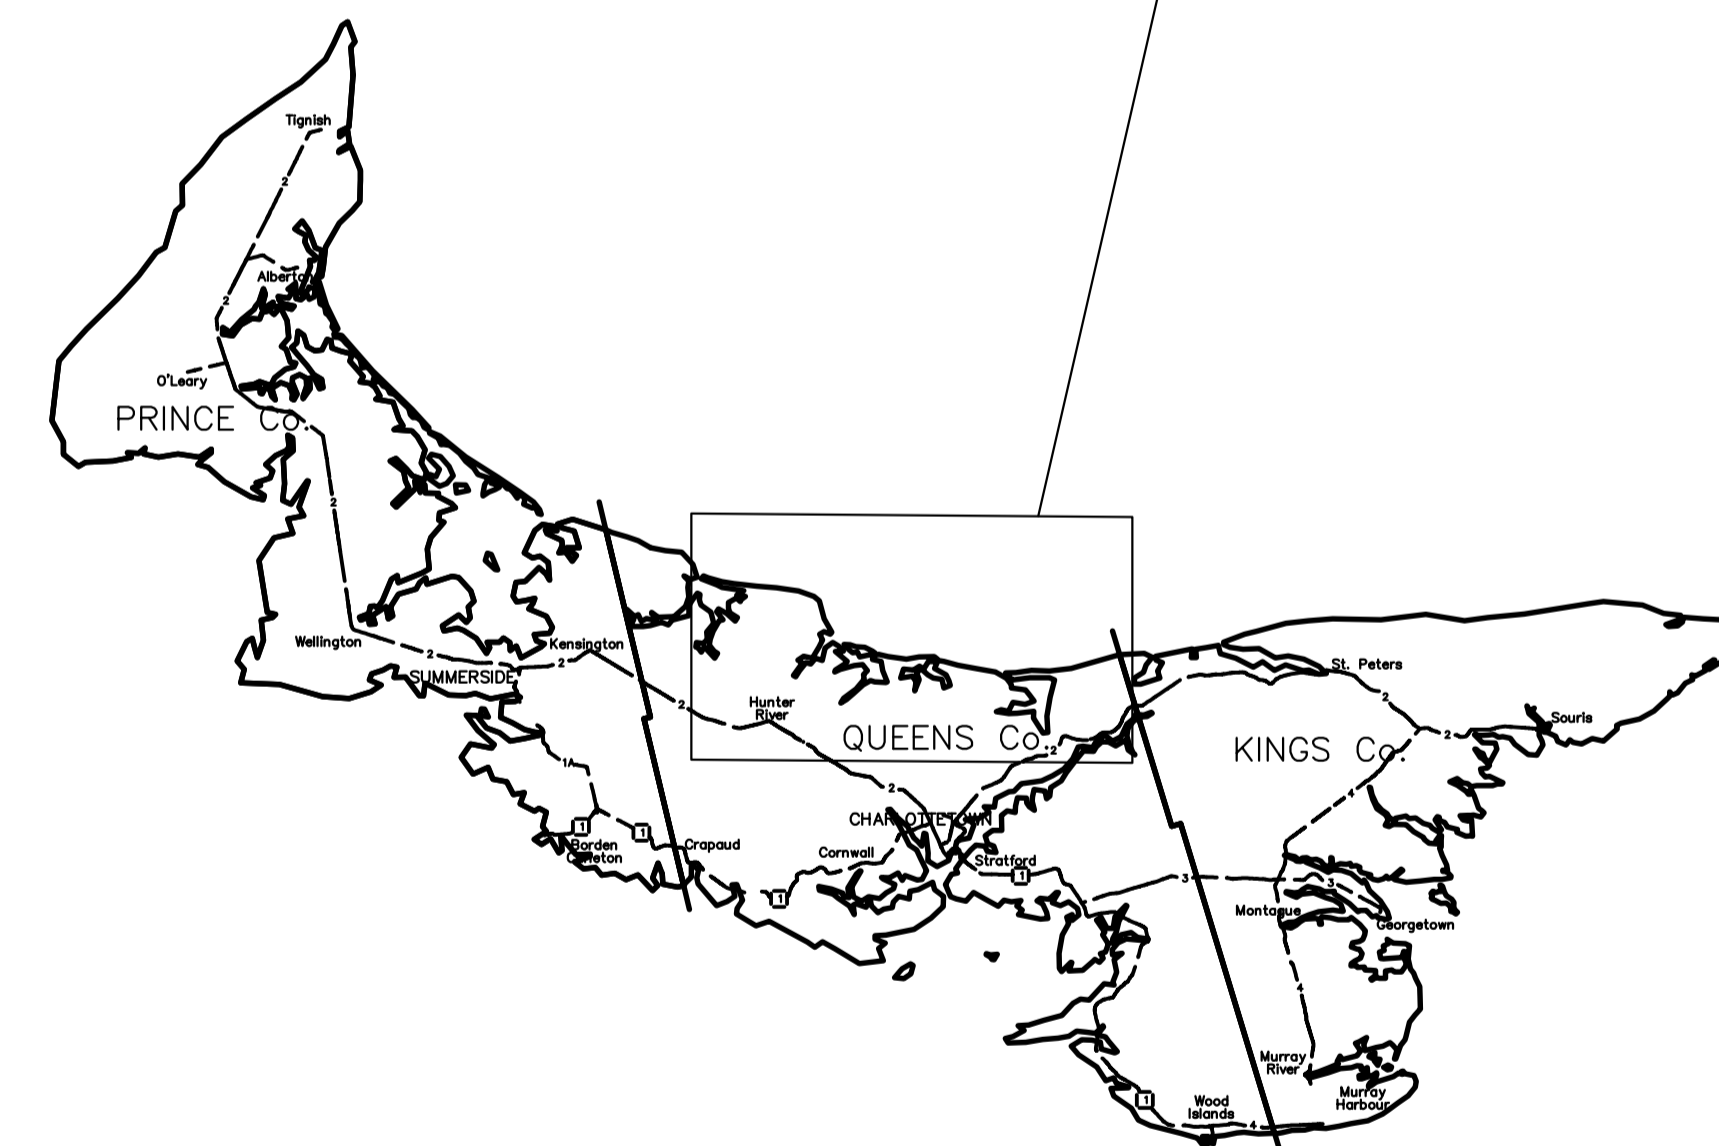 Tignish
2
Alberton
2
O'Leary
PRINCE Co.
2
Wellington
2
SUMMERSIDE
Kensington
2
2
Hunter
River
QUEENS Co.
2
2
St. Peters
2
Souris
2
KINGS Co.
4
1A
1
1
Borden
Carleton
Crapaud
CHARLOTTETOWN
Cornwall
1
Stratford
1
3
3
Montague
Georgetown
4
Murray
River
Murray
Harbour
1
Wood
Islands
4